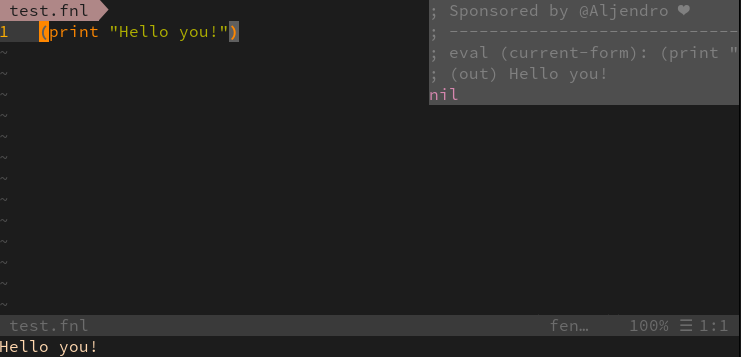 test.fnl
1 (print "Hello you!")
~
~
~
~
~
~
~
~
~
~
~
~
~
; Sponsored by @Aljendro ❤
; -----------------------------
; eval (current-form): (print "
; (out) Hello you!
nil
test.fnl fen… 100% ☰ 1:1
Hello you!